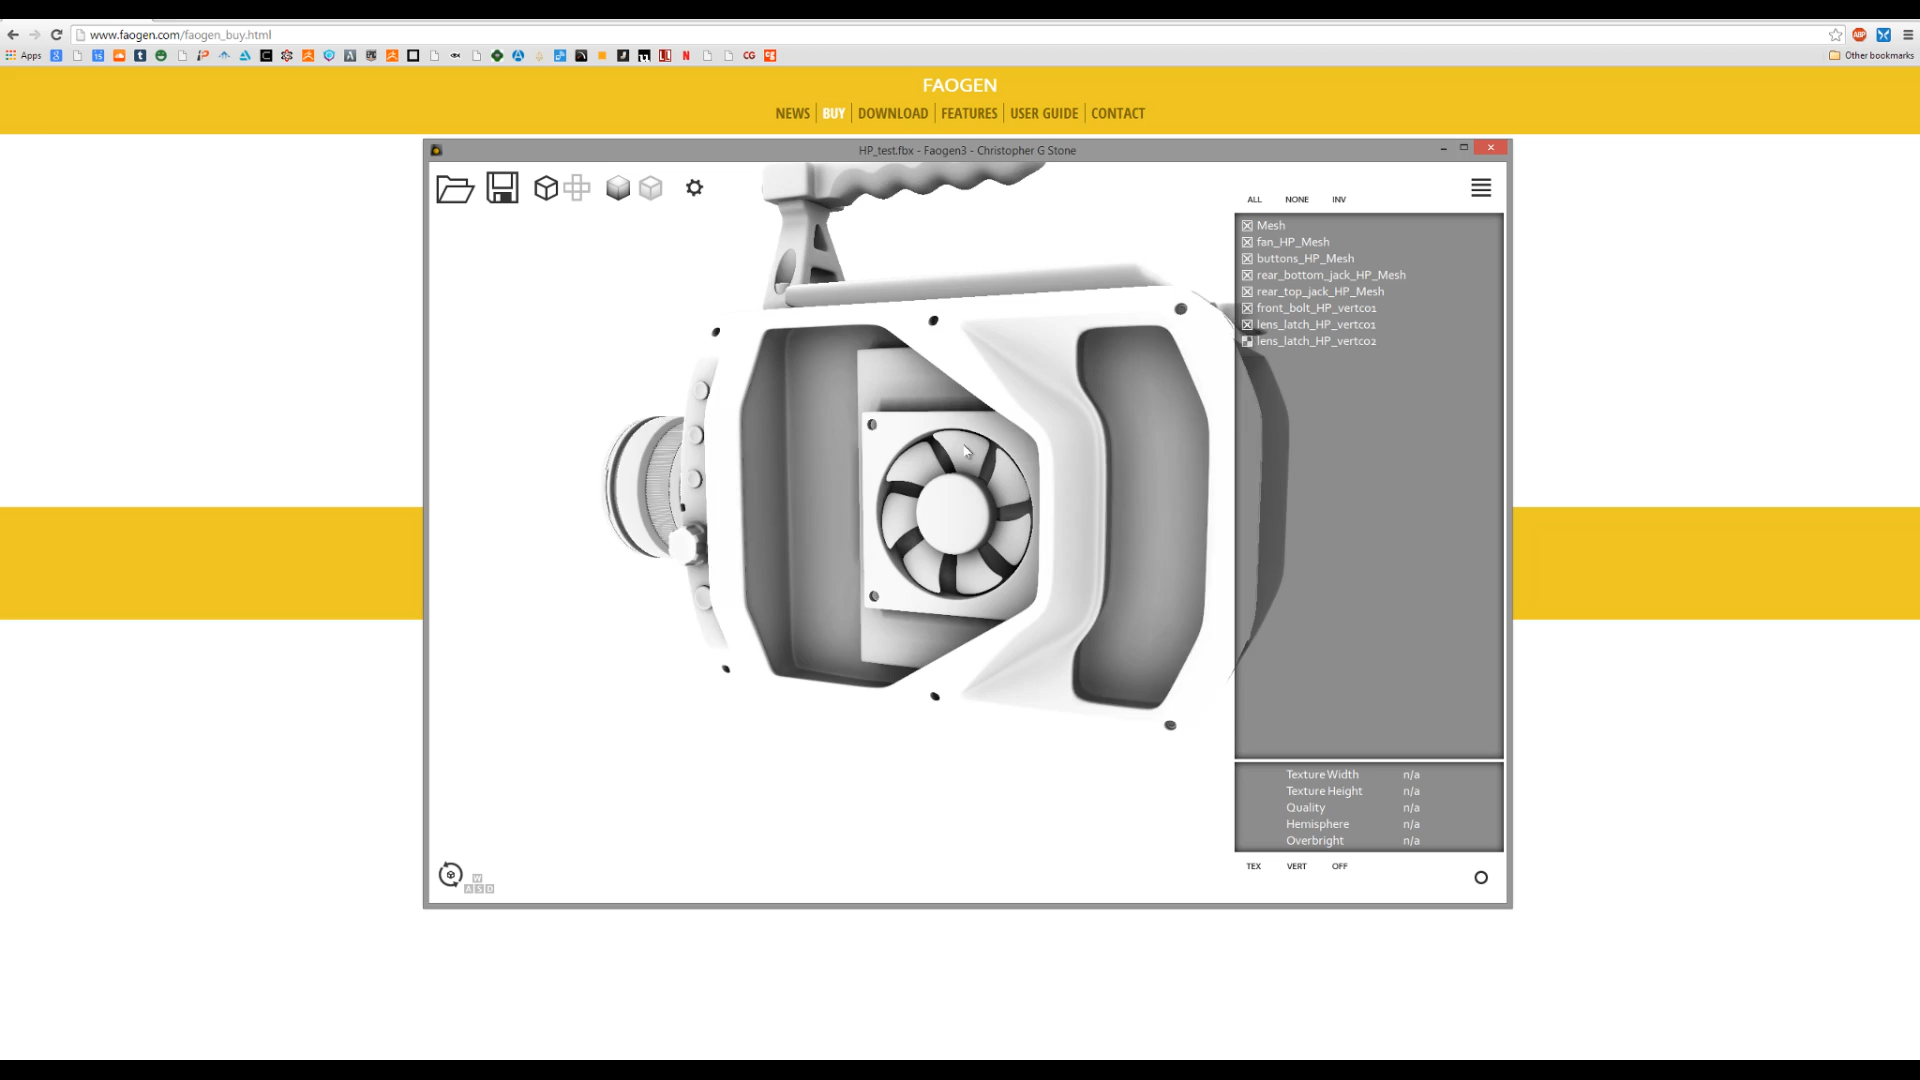 www.faogen.com/faogen_buy.html
Apps
Other bookmarks
FAOGEN
NEWS BUY DOWNLOAD FEATURES USER GUIDE CONTACT
HP_test.fbx - Faogen3 - Christopher G Stone
ALL NONE INV
Mesh
fan_HP_Mesh
buttons_HP_Mesh
rear_bottom_jack_HP_Mesh
rear_top_jack_HP_Mesh
front_bolt_HP_vertco1
lens_latch_HP_vertco1
lens_latch_HP_vertco2
Texture Width n/a
Texture Height n/a
Quality n/a
Hemisphere n/a
Overbright n/a
TEX VERT OFF
W
A S D